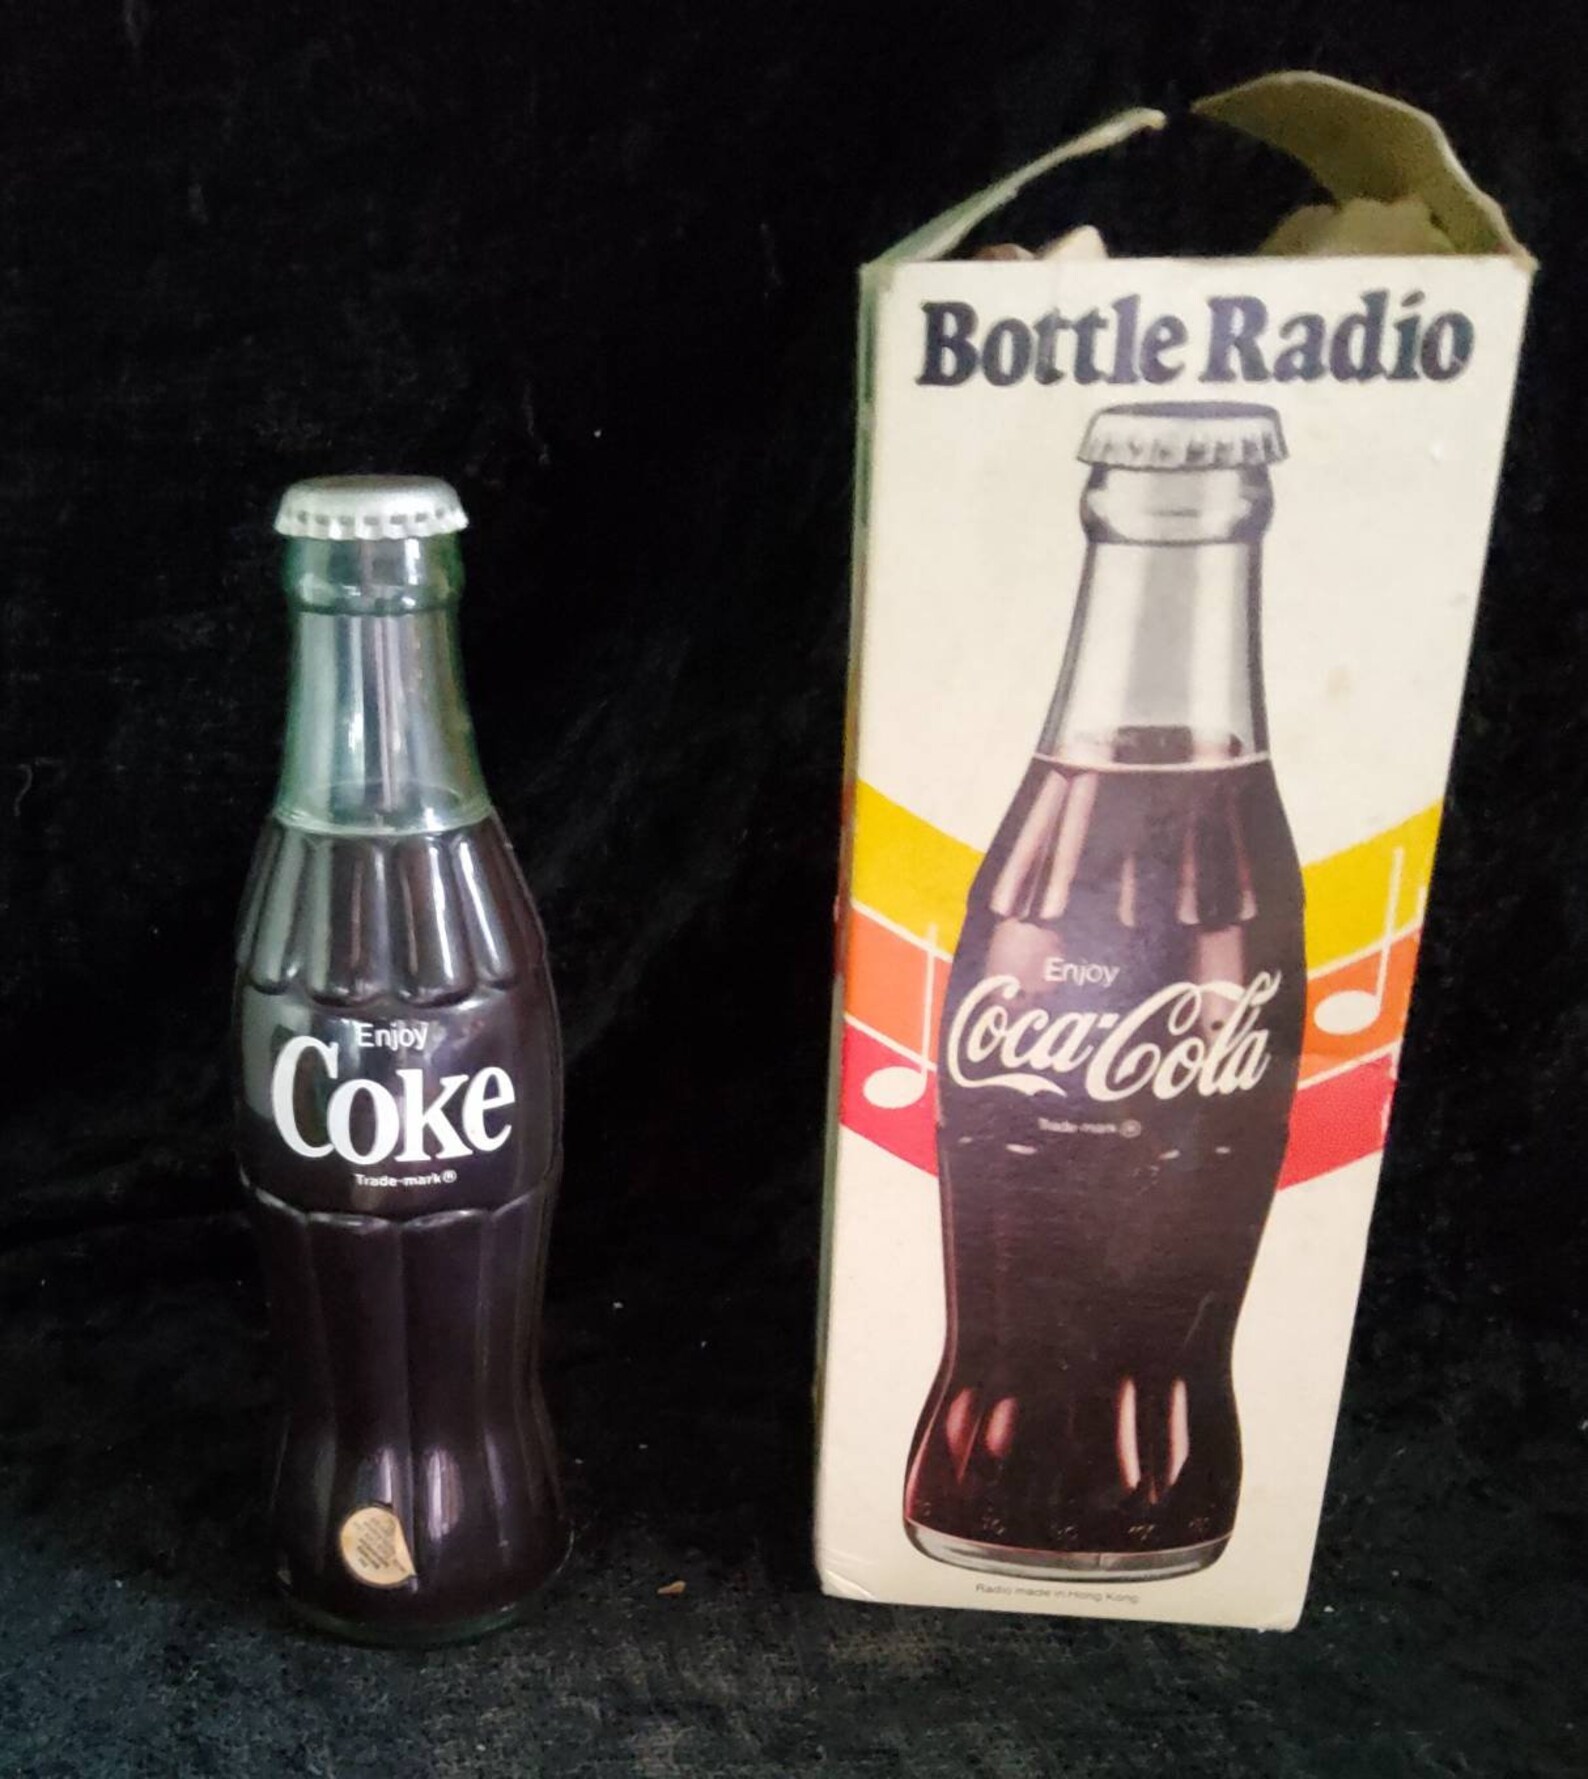 Enjoy
Coke
Trade-mark®
Bottle Radio
Enjoy
Coca-Cola
Trade-mark ®
Radio made in Hong Kong